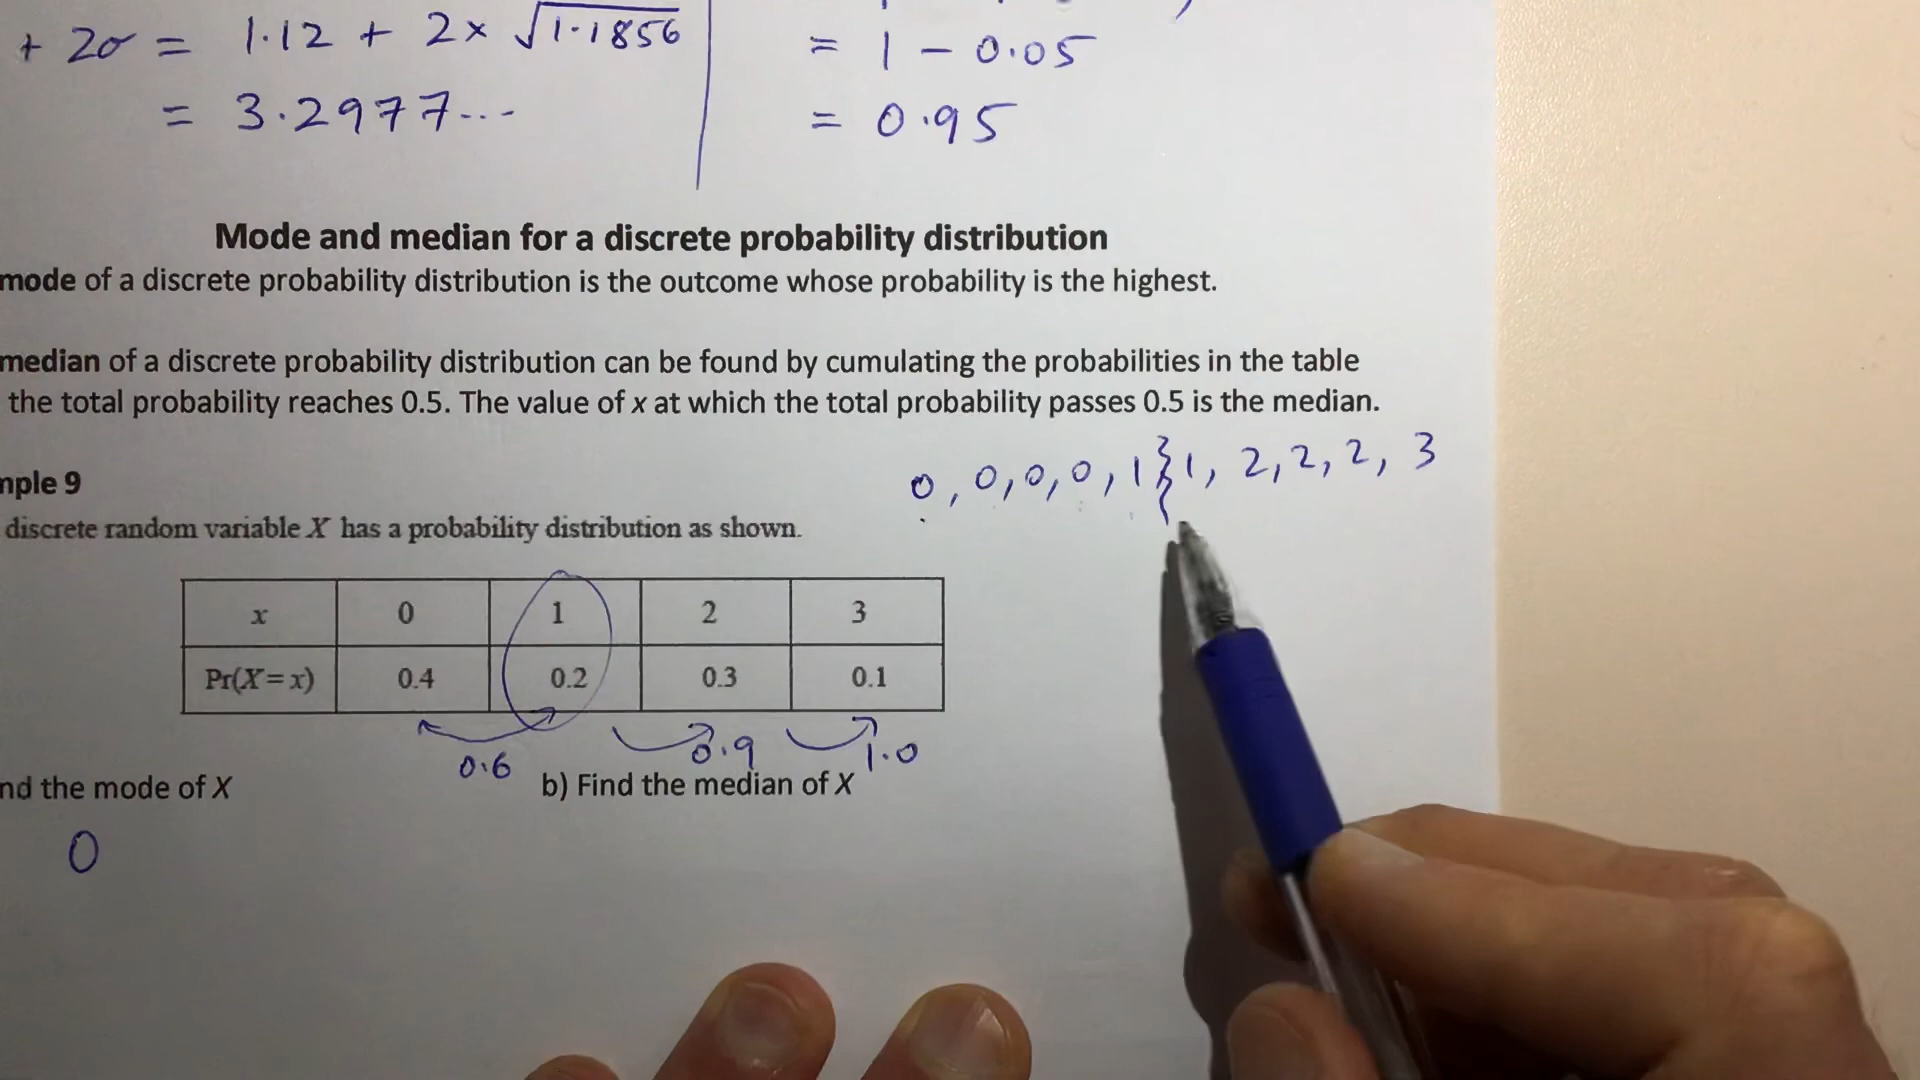 + 2σ = 1.12 + 2 × √1.1856
= 3.2977...
= 1 - 0.05
= 0.95
Mode and median for a discrete probability distribution
mode of a discrete probability distribution is the outcome whose probability is the highest.
median of a discrete probability distribution can be found by cumulating the probabilities in the table
the total probability reaches 0.5. The value of x at which the total probability passes 0.5 is the median.
0, 0, 0, 0, 1 } 1, 2, 2, 2, 3
mple 9
discrete random variable X has a probability distribution as shown.
x 0 1 2 3
Pr(X=x) 0.4 0.2 0.3 0.1
0.6 0.9 1.0
nd the mode of X b) Find the median of X
0